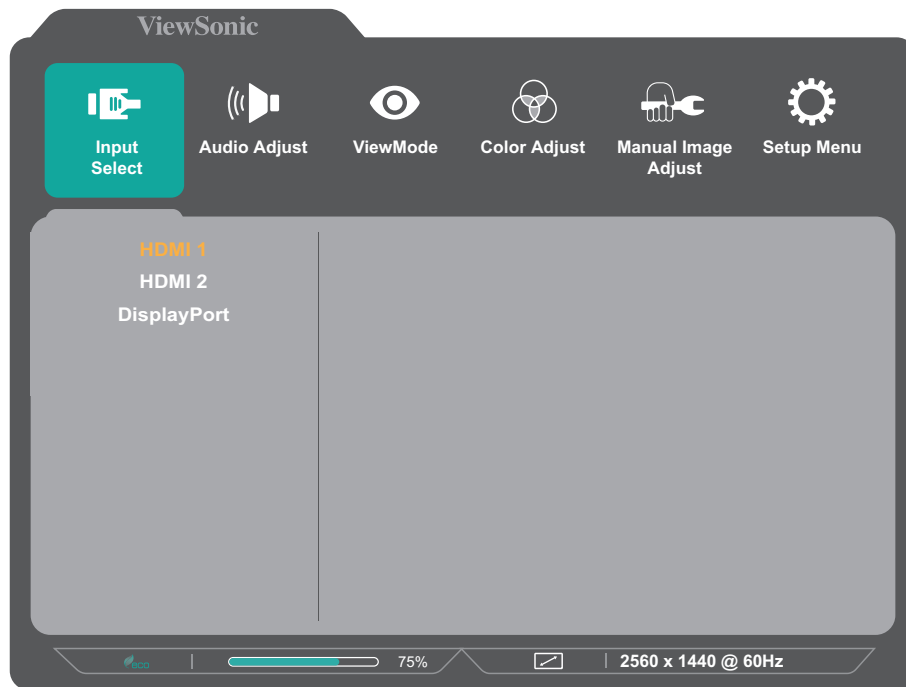 ViewSonic
Input
Select
Audio Adjust
ViewMode
Color Adjust
Manual Image
Adjust
Setup Menu
HDMI 1
HDMI 2
DisplayPort
eco
75%
2560 x 1440 @ 60Hz